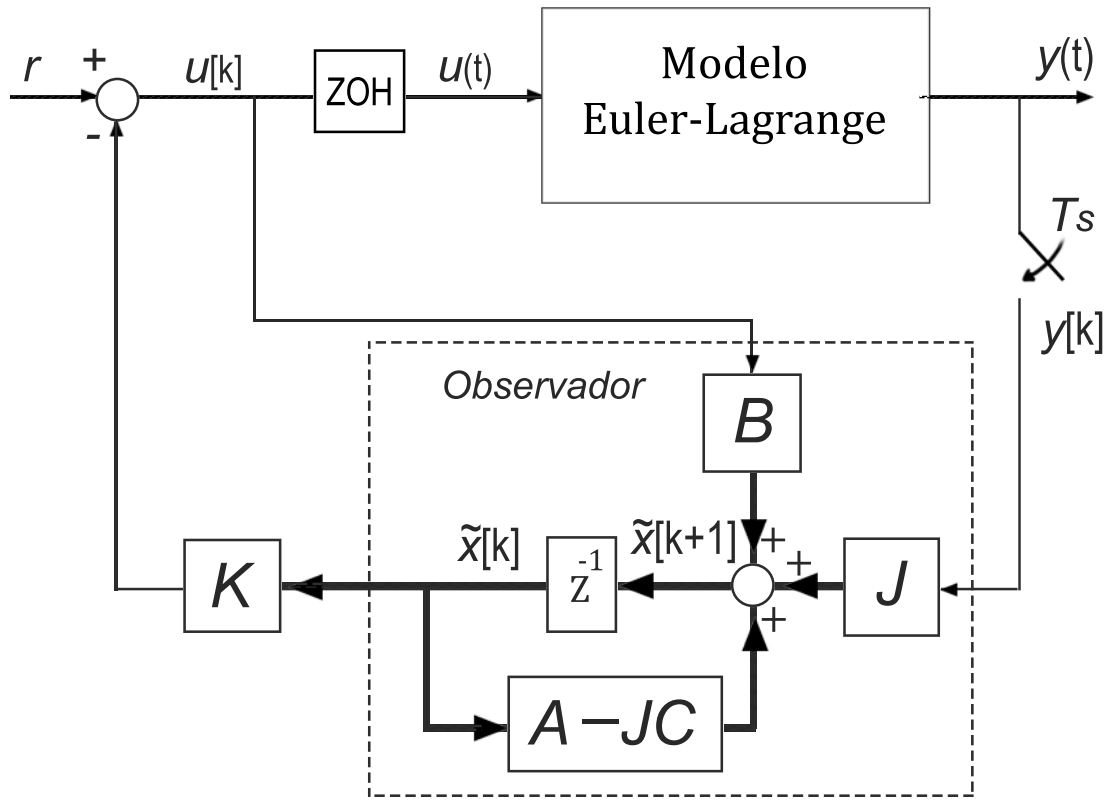 r
+
-
u[k]
ZOH
u(t)
Modelo
Euler-Lagrange
y(t)
Ts
y[k]
Observador
B
x̃[k]
x̃[k+1]
+
+
+
K
z⁻¹
J
A−JC